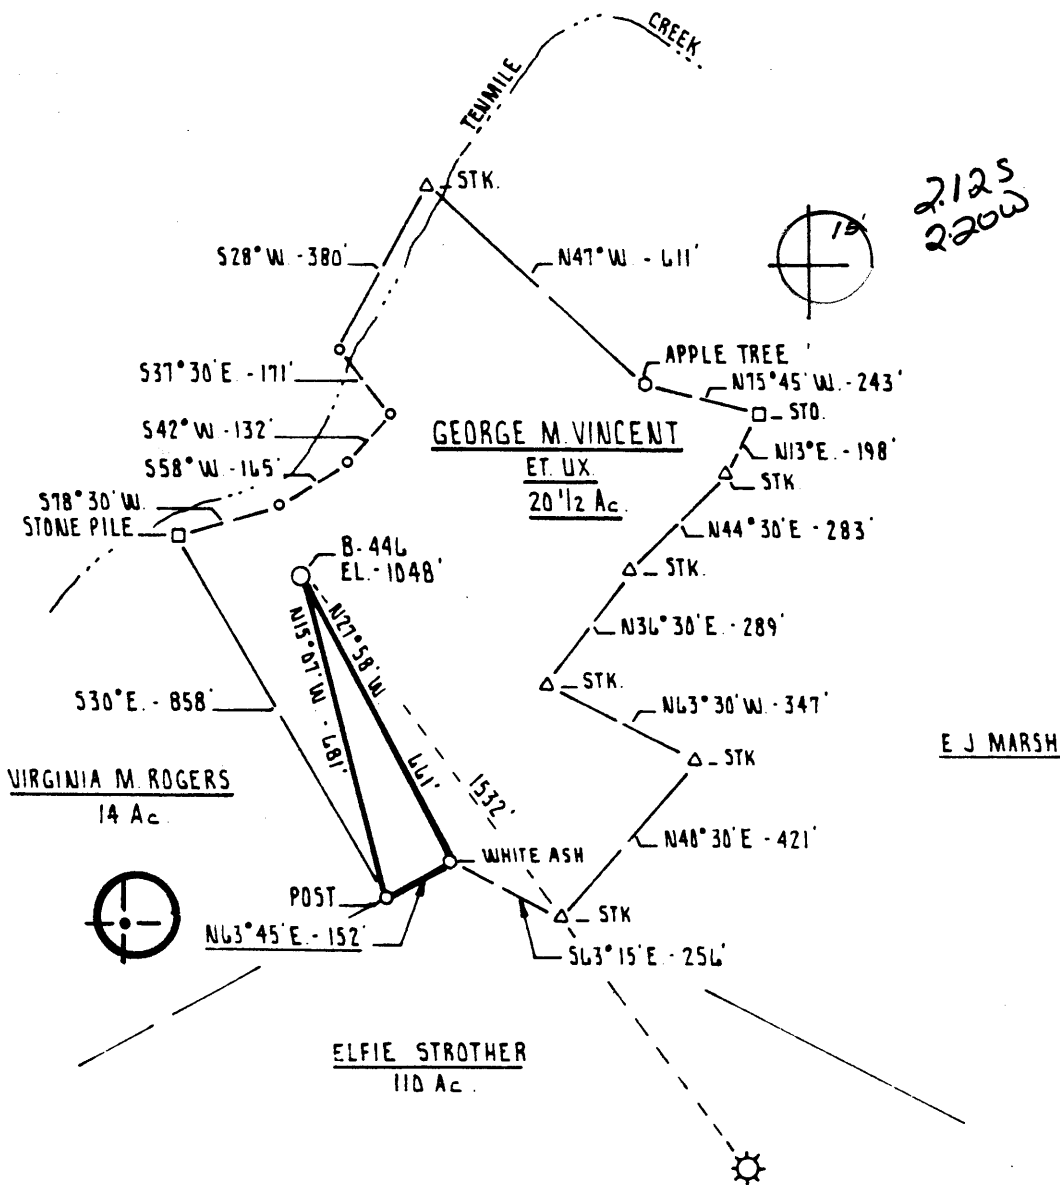 CREEK
TENMILE
STK.
2.12 S
2.20 W
15'
S28° W. - 380'
N47° W. - 611'
APPLE TREE
S37° 30' E. - 171'
N75° 45' W. - 243'
STO.
S42° W. - 132'
GEORGE M. VINCENT
N13° E. - 198'
S58° W. - 165'
ET. UX.
STK.
S78° 30' W.
20 1/2 Ac.
STONE PILE
N44° 30' E - 283'
B - 446
EL. - 1048'
STK.
N15° 07' W. - 681'
N27° 58' W
661'
N36° 30' E. - 289'
STK.
S30° E. - 858'
N63° 30' W. - 347'
E J MARSH
STK
VIRGINIA M. ROGERS
14 Ac.
1532'
N40° 30' E - 421'
WHITE ASH
POST
STK
N63° 45' E. - 152'
S63° 15' E. - 256'
ELFIE STROTHER
110 Ac.